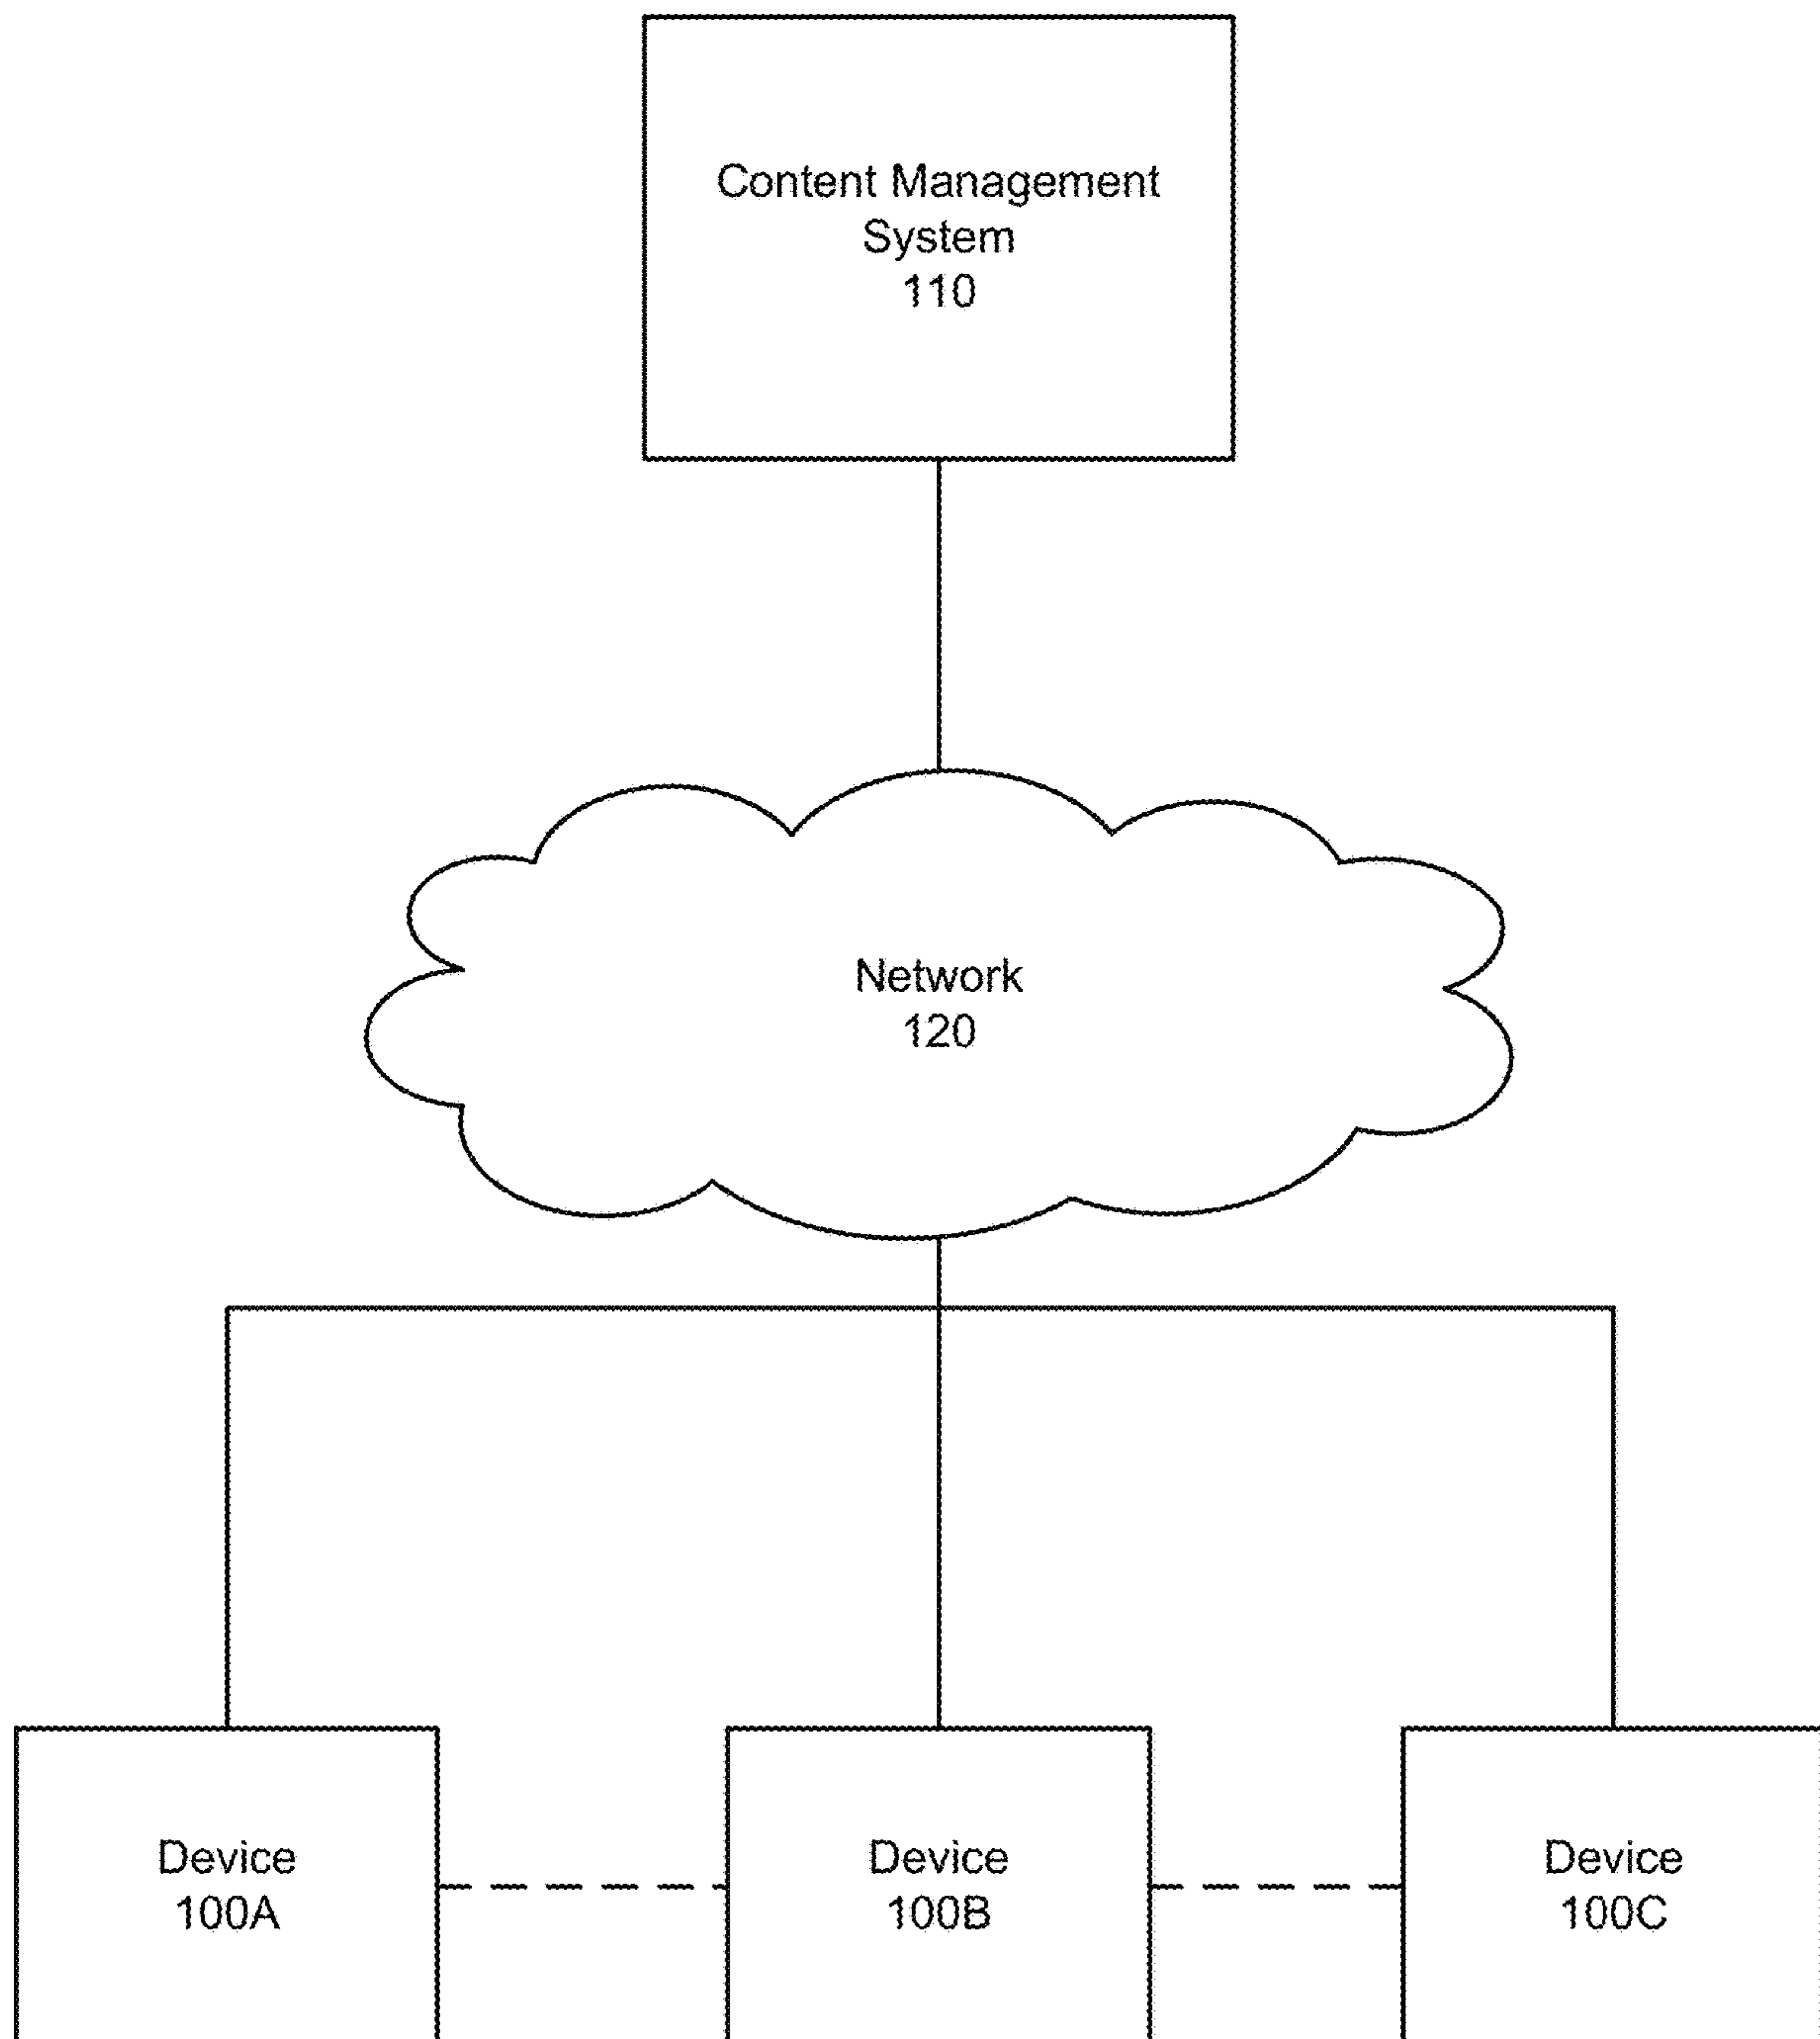 Content Management
System
110
Network
120
Device
100A
Device
100B
Device
100C